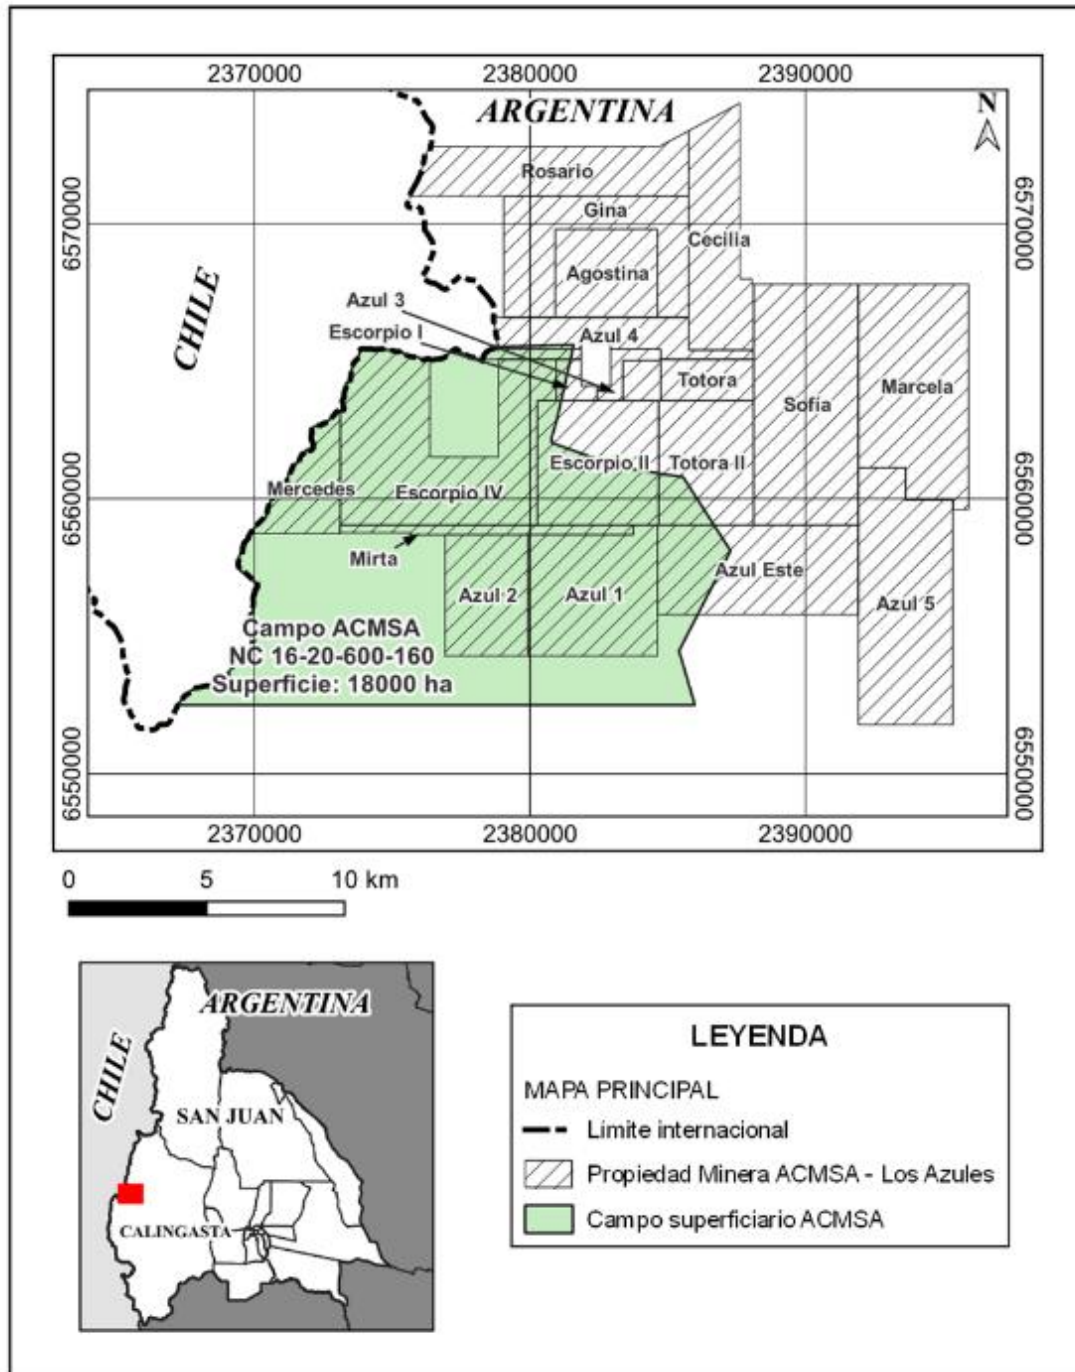 2370000 2380000 2390000
ARGENTINA
N
Rosario
6570000
6570000
Gina
Cecilia
CHILE
Agostina
Azul 3
Escorpio I
Azul 4
Totora
Marcela
Sofía
Mercedes
Escorpio IV
Escorpio II
Totora II
6560000
6560000
Mirta
Azul 2
Azul 1
Azul Este
Azul 5
Campo ACMSA
NC 16-20-600-160
Superficie: 18000 ha
6550000
6550000
2370000 2380000 2390000
0 5 10 km
ARGENTINA
CHILE
SAN JUAN
CALINGASTA
LEYENDA
MAPA PRINCIPAL
Límite internacional
Propiedad Minera ACMSA - Los Azules
Campo superficiario ACMSA